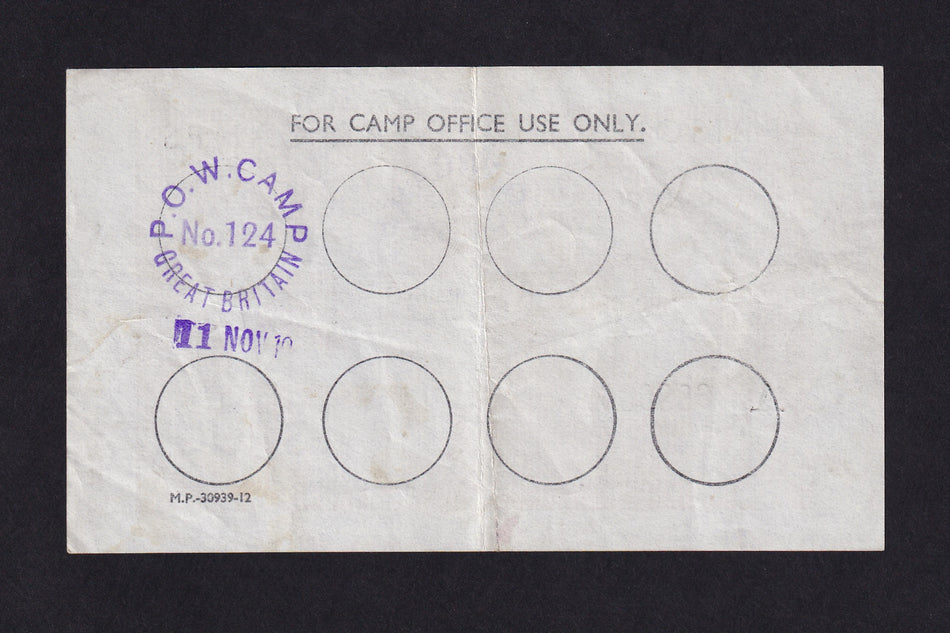 FOR CAMP OFFICE USE ONLY.
P.O.W. CAMP
No. 124
GREAT BRITAIN
11 NOV
M.P.-30939-12